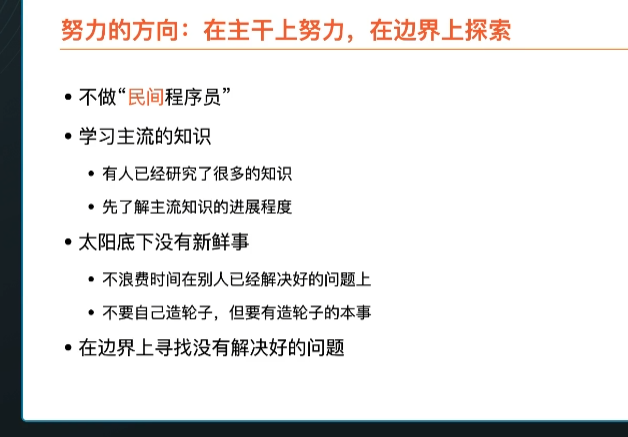 努力的方向：在主干上努力，在边界上探索
• 不做“民间程序员”
• 学习主流的知识
• 有人已经研究了很多的知识
• 先了解主流知识的进展程度
• 太阳底下没有新鲜事
• 不浪费时间在别人已经解决好的问题上
• 不要自己造轮子，但要有造轮子的本事
• 在边界上寻找没有解决好的问题